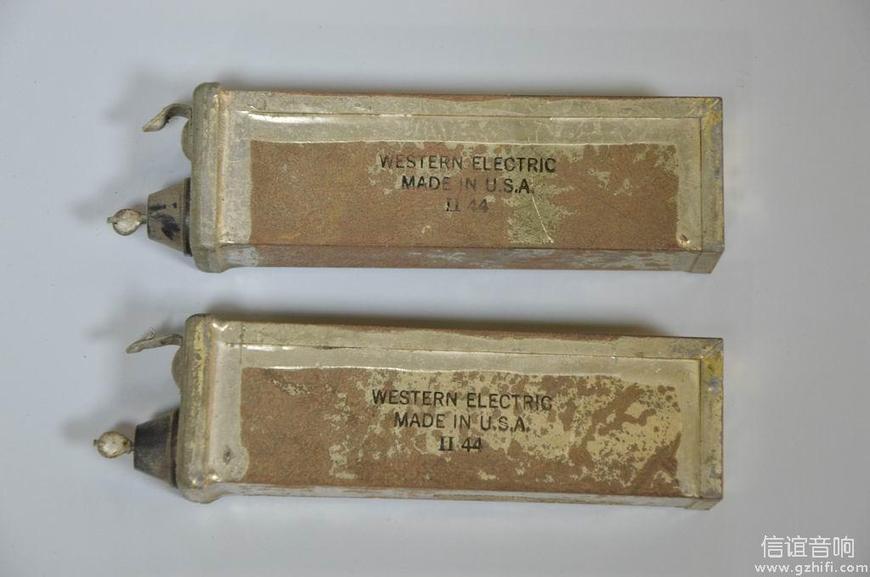 WESTERN ELECTRIC
MADE IN U.S.A.
II 44
WESTERN ELECTRIC
MADE IN U.S.A.
II 44
信谊音响
www.gzhifi.com